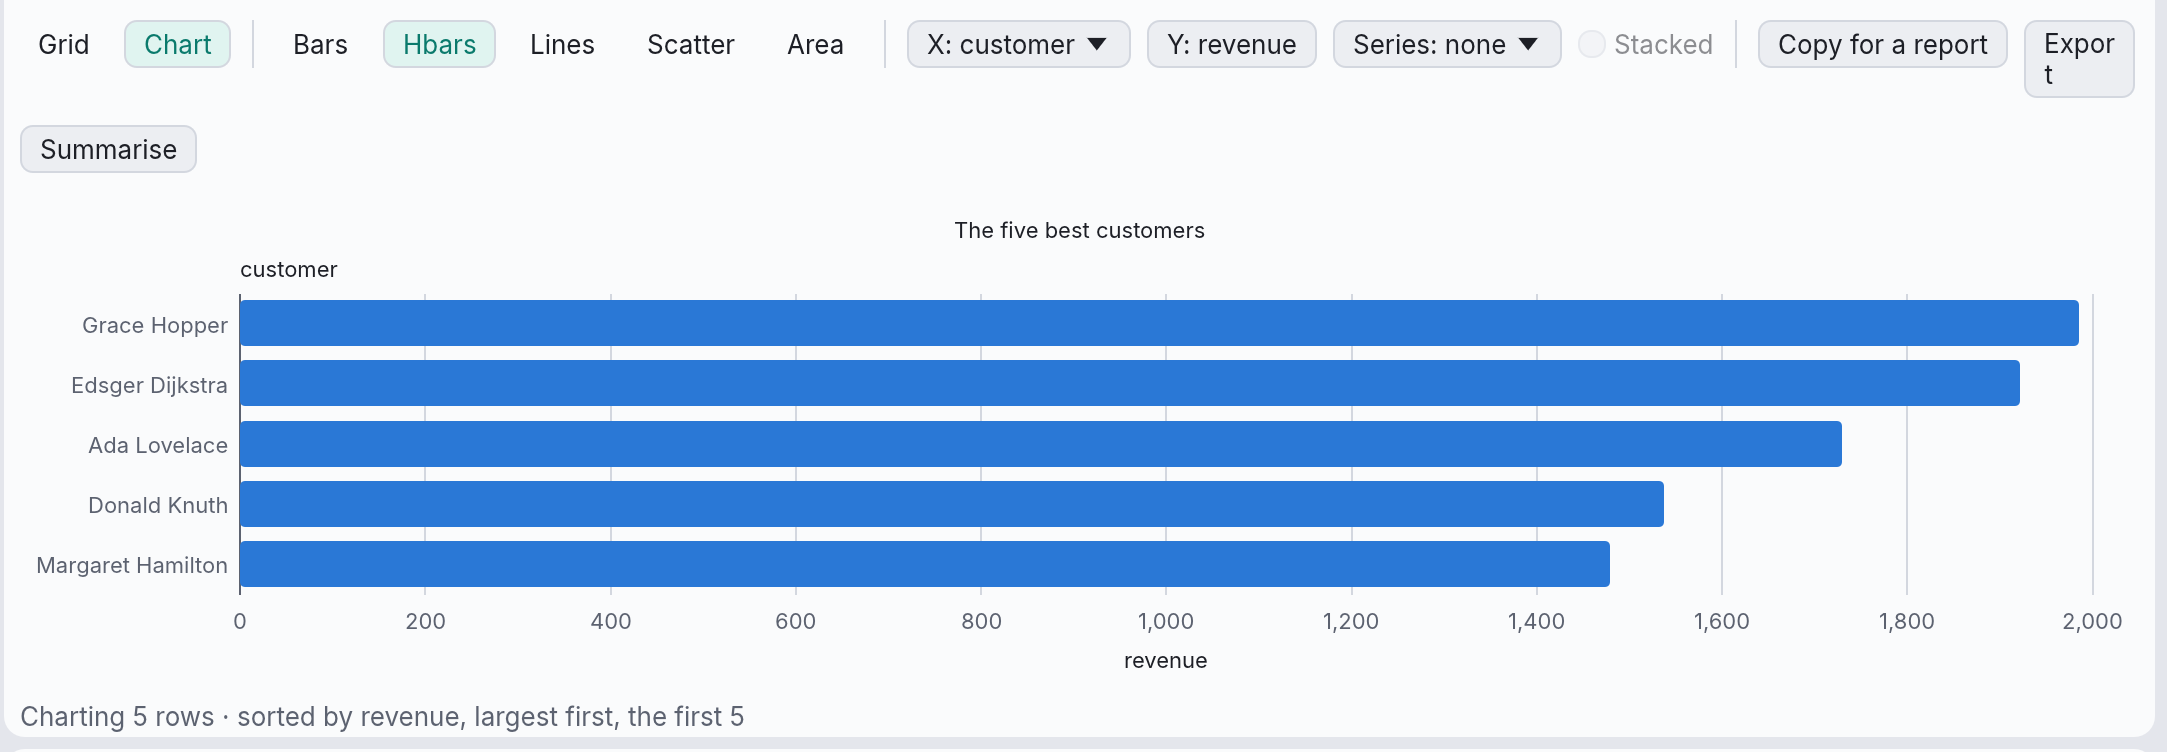 Grid Chart Bars Hbars Lines Scatter Area X: customer Y: revenue Series: none Stacked Copy for a report Expor
t
Summarise
The five best customers
customer
Grace Hopper
Edsger Dijkstra
Ada Lovelace
Donald Knuth
Margaret Hamilton
0 200 400 600 800 1,000 1,200 1,400 1,600 1,800 2,000
revenue
Charting 5 rows · sorted by revenue, largest first, the first 5